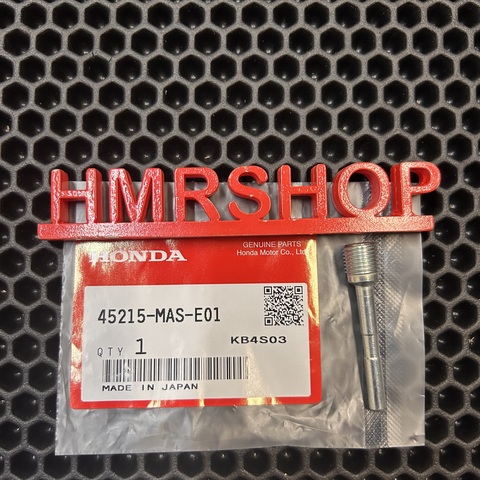 HMRSHOP
HONDA
GENUINE PARTS
Honda Motor Co., Ltd.
45215-MAS-E01
KB4S03
QTY 1
MADE IN JAPAN